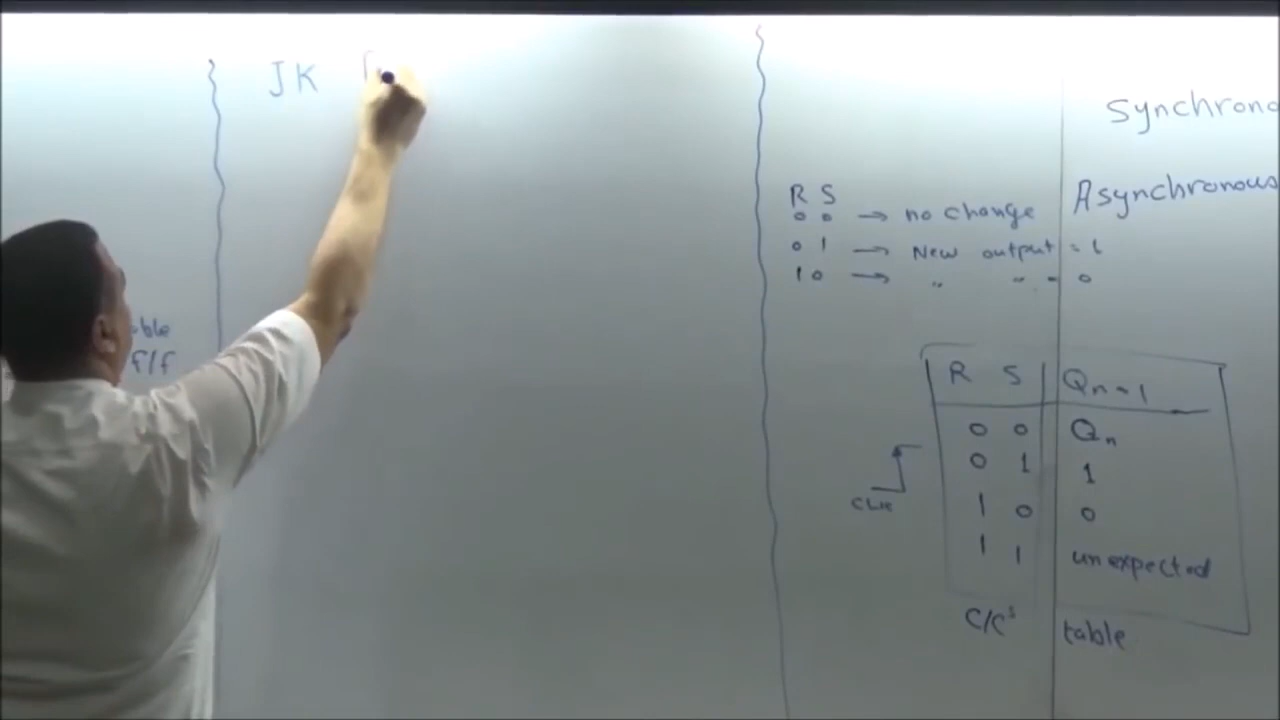 f/f
JK
Synchrono
Asynchronous
R S
0 0 → no change
0 1 → New output = 1
1 0 → " " = 0
R S Qn-1
0 0 Qn
0 1 1
1 0 0
1 1 unexpected
CLK
C/Cs table